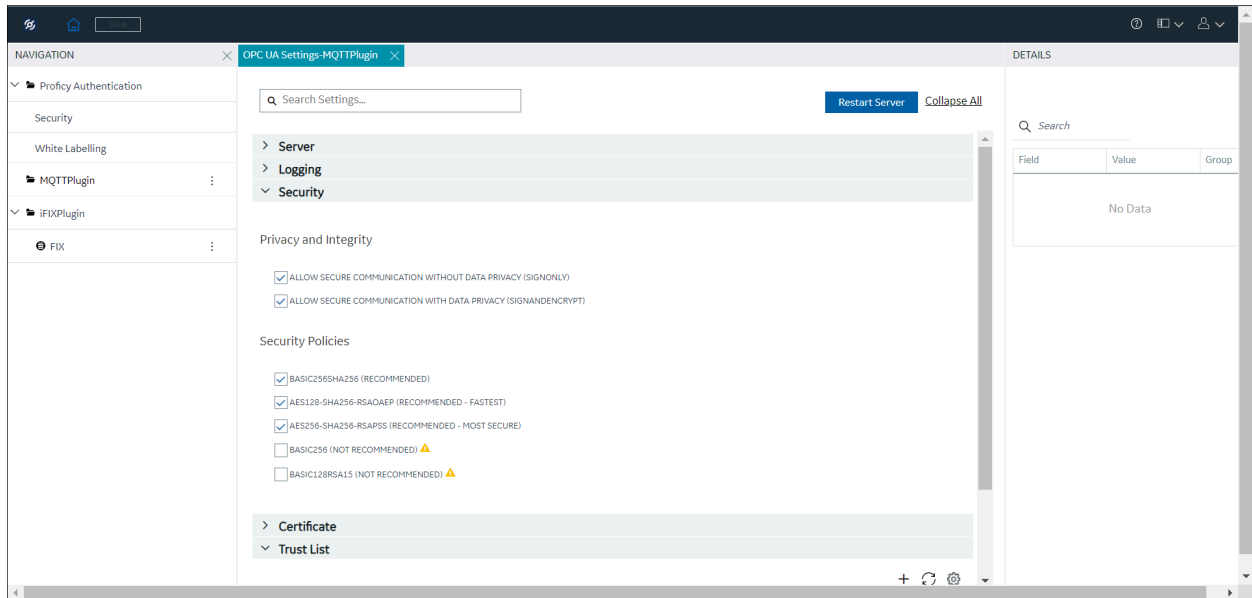 Save
NAVIGATION
OPC UA Settings-MQTTPlugin
DETAILS
Proficy Authentication
Security
White Labelling
MQTTPlugin
iFIXPlugin
FIX
Search Settings...
Restart Server
Collapse All
Server
Logging
Security
Privacy and Integrity
ALLOW SECURE COMMUNICATION WITHOUT DATA PRIVACY (SIGNONLY)
ALLOW SECURE COMMUNICATION WITH DATA PRIVACY (SIGNANDENCRYPT)
Security Policies
BASIC256SHA256 (RECOMMENDED)
AES128-SHA256-RSAOAEP (RECOMMENDED - FASTEST)
AES256-SHA256-RSAPSS (RECOMMENDED - MOST SECURE)
BASIC256 (NOT RECOMMENDED)
BASIC128RSA15 (NOT RECOMMENDED)
Certificate
Trust List
Search
Field Value Group
No Data